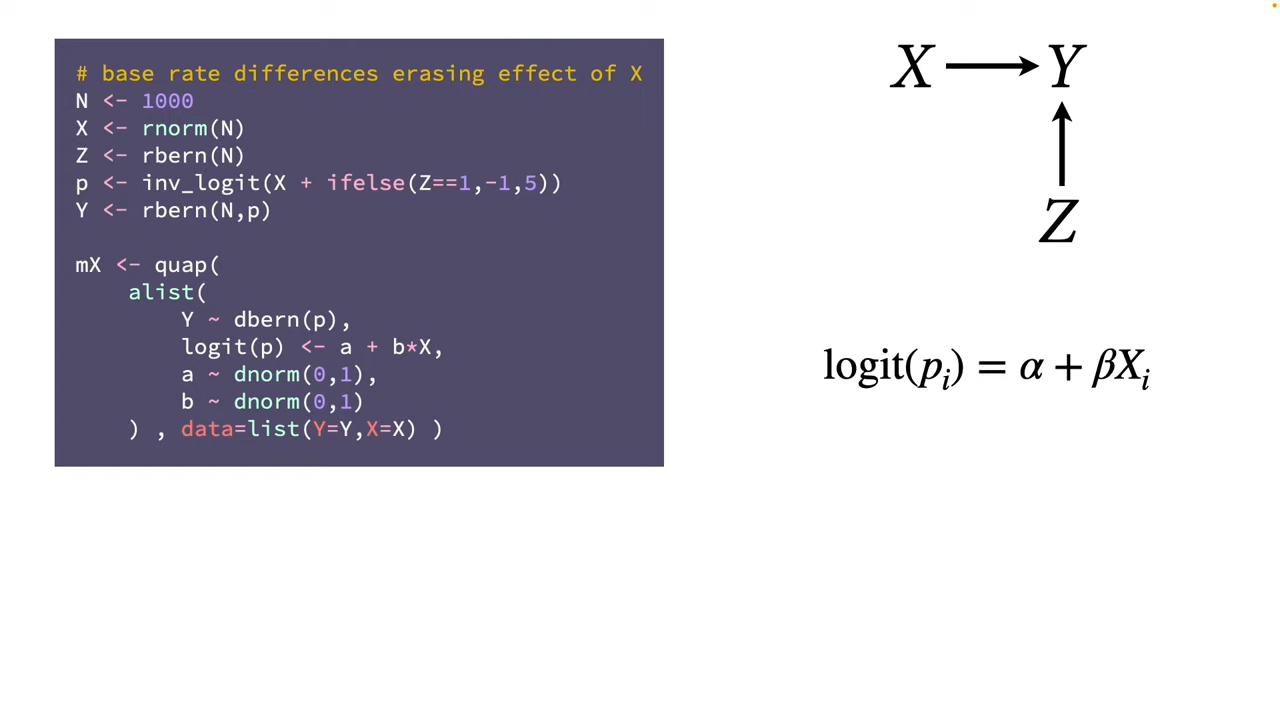 # base rate differences erasing effect of X
N <- 1000
X <- rnorm(N)
Z <- rbern(N)
p <- inv_logit(X + ifelse(Z==1,-1,5))
Y <- rbern(N,p)
mX <- quap(
    alist(
        Y ~ dbern(p),
        logit(p) <- a + b*X,
        a ~ dnorm(0,1),
        b ~ dnorm(0,1)
    ) , data=list(Y=Y,X=X) )
X Y
Z
logit(pᵢ) = α + βXᵢ